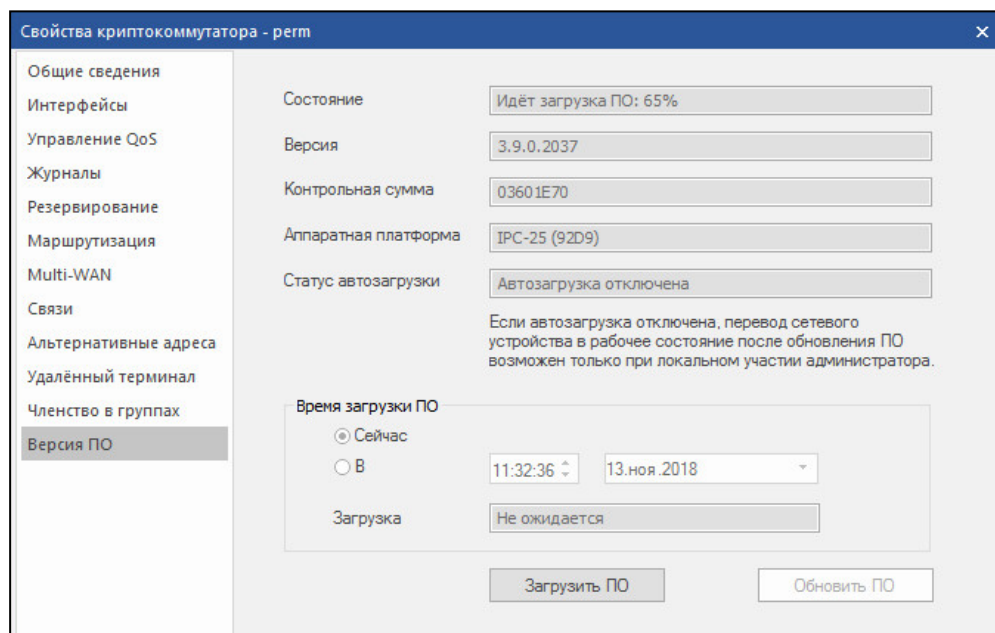 Свойства криптокоммутатора - perm
Общие сведения
Интерфейсы
Управление QoS
Журналы
Резервирование
Маршрутизация
Multi-WAN
Связи
Альтернативные адреса
Удалённый терминал
Членство в группах
Версия ПО
Состояние
Идёт загрузка ПО: 65%
Версия
3.9.0.2037
Контрольная сумма
03601E70
Аппаратная платформа
IPC-25 (92D9)
Статус автозагрузки
Автозагрузка отключена
Если автозагрузка отключена, перевод сетевого
устройства в рабочее состояние после обновления ПО
возможен только при локальном участии администратора.
Время загрузки ПО
Сейчас
В
11:32:36
13.ноя.2018
Загрузка
Не ожидается
Загрузить ПО
Обновить ПО